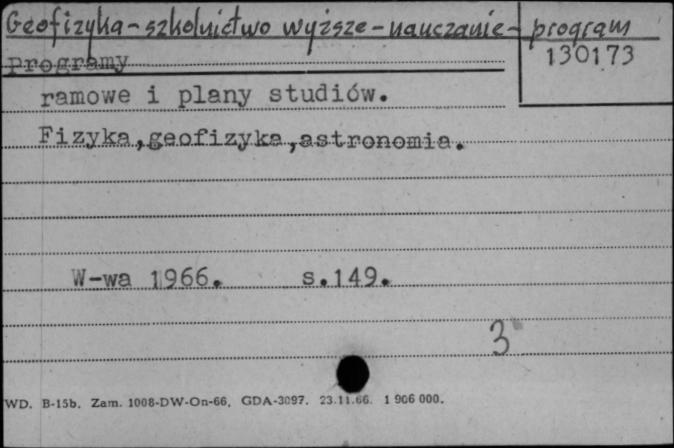 Geofizyka - szkolnictwo wyższe - nauczanie - program
130173
Programy
ramowe i plany studiów.
Fizyka, geofizyka, astronomia.
W-wa 1966. s.149.
3
WD. B-15b. Zam. 1008-DW-On-66. GDA-3097. 23.11.66. 1 906 000.